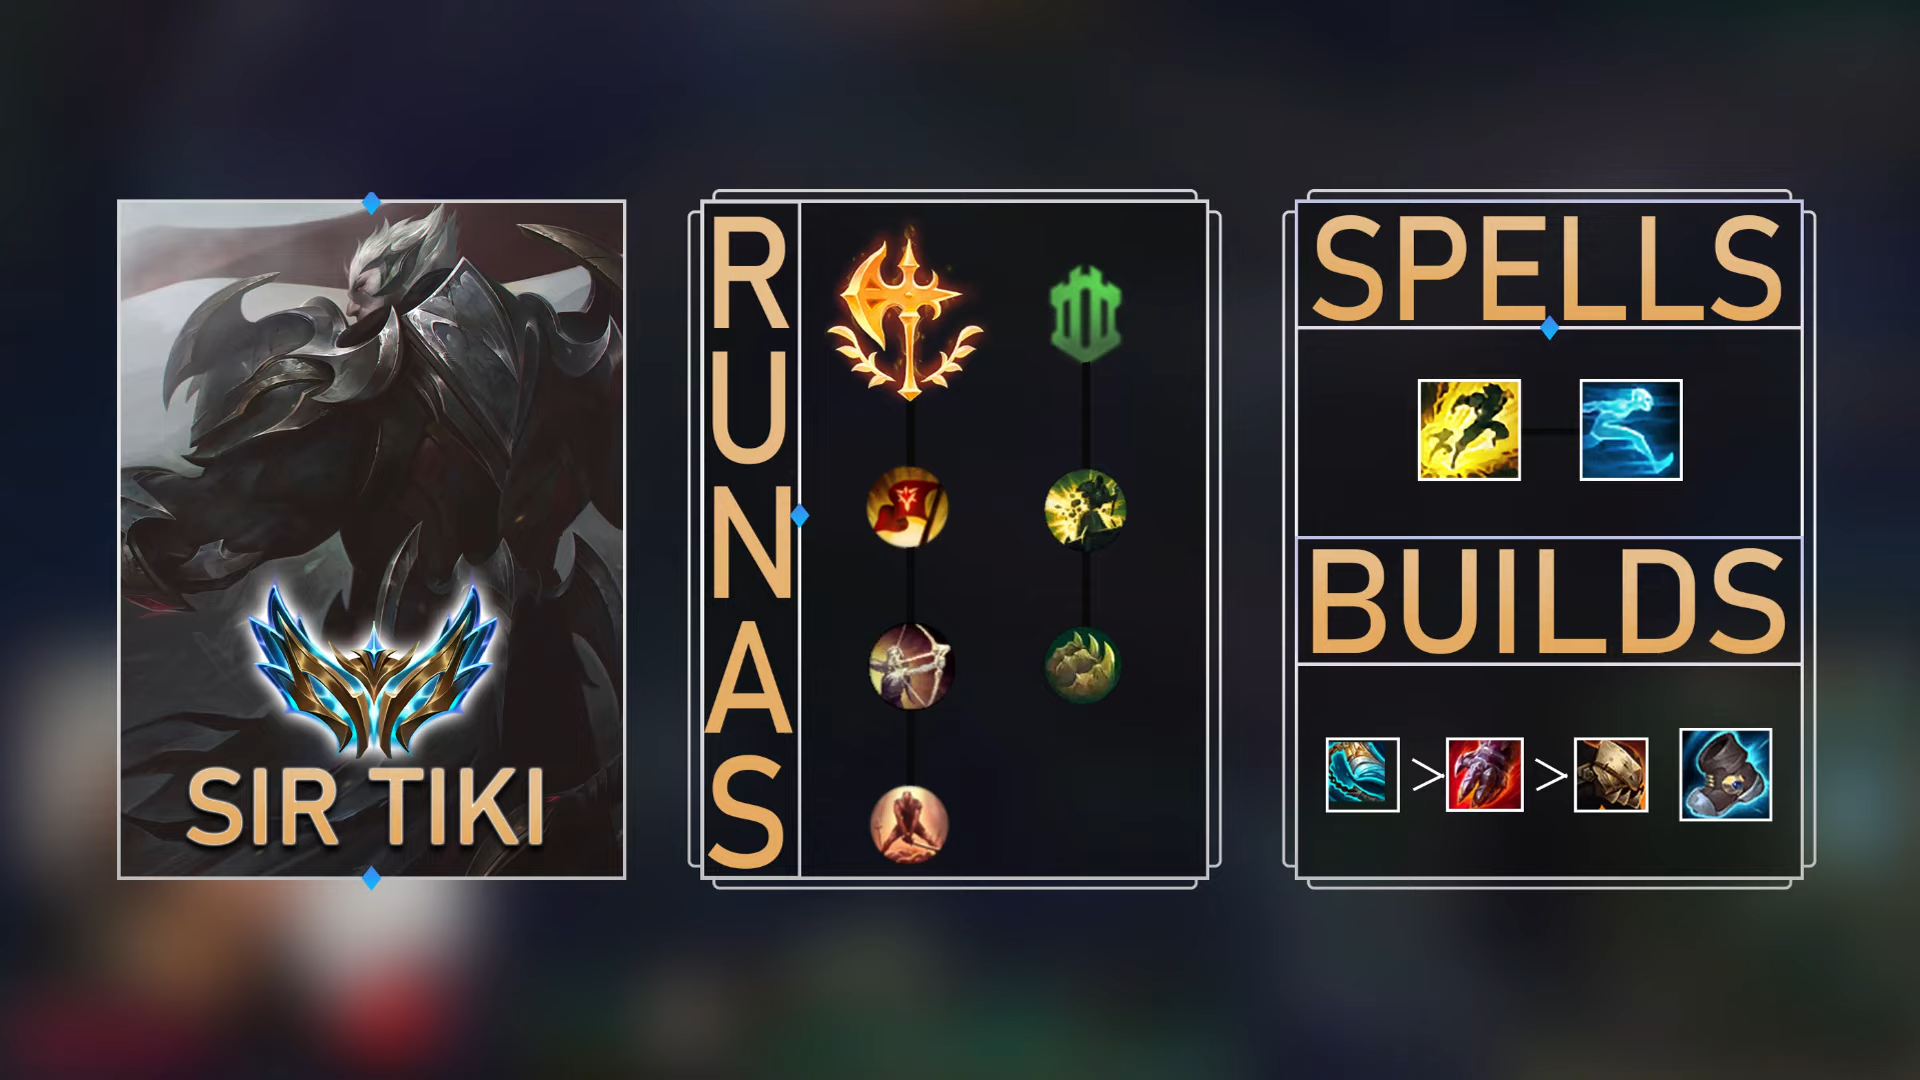 SIR TIKI
RUNAS
SPELLS
BUILDS
> >